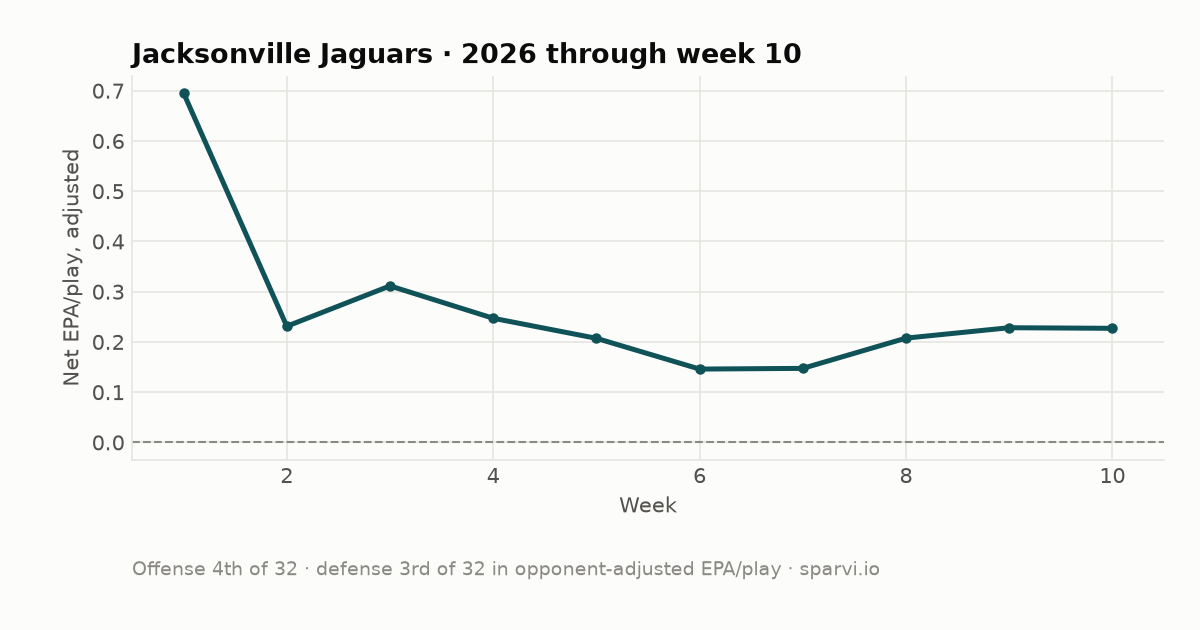 Jacksonville Jaguars · 2026 through week 10
Net EPA/play, adjusted
0.7
0.6
0.5
0.4
0.3
0.2
0.1
0.0
2 4 6 8 10
Week
Offense 4th of 32 · defense 3rd of 32 in opponent-adjusted EPA/play · sparvi.io